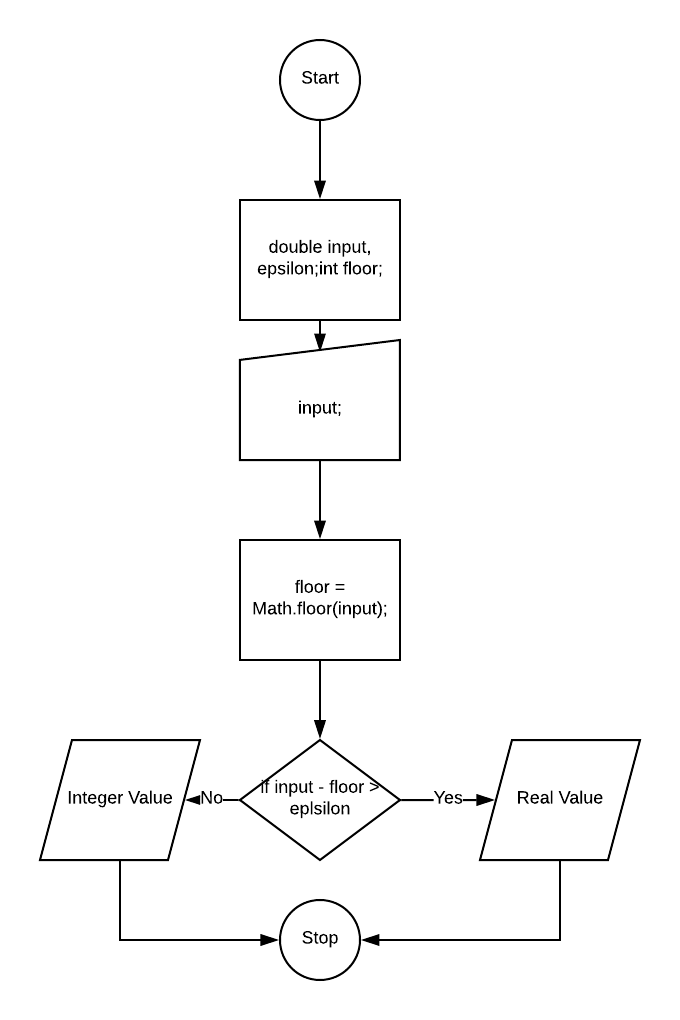 Start
double input,
epsilon;int floor;
input;
floor =
Math.floor(input);
Integer Value
No
if input - floor >
eplsilon
Yes
Real Value
Stop